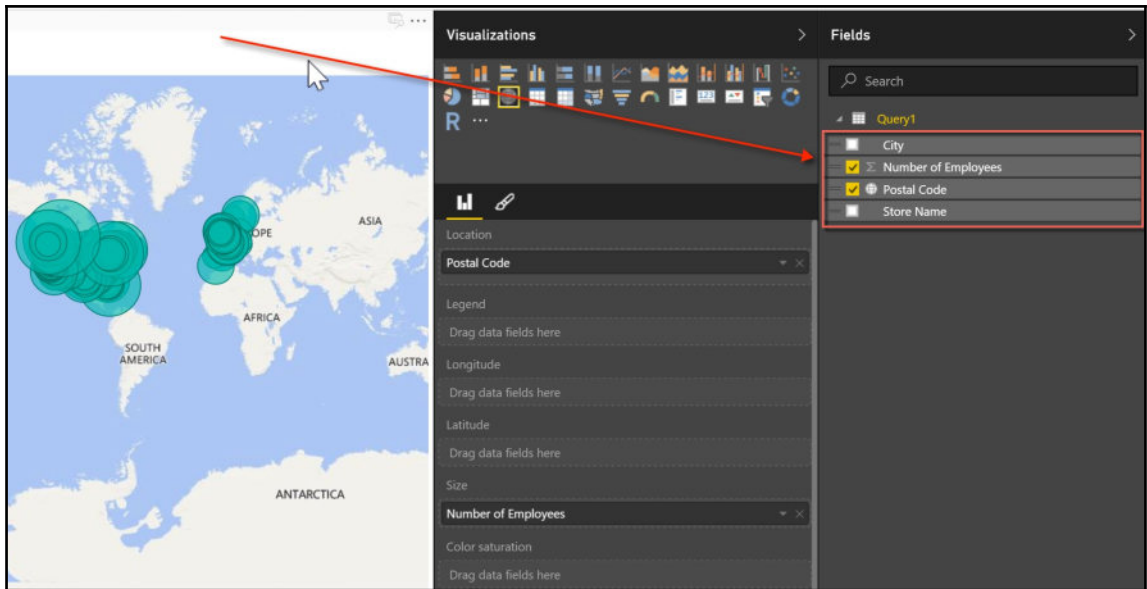 Visualizations
Fields
Search
R ...
Query1
City
Number of Employees
Postal Code
Store Name
Location
Postal Code
Legend
Drag data fields here
Longitude
Drag data fields here
Latitude
Drag data fields here
Size
Number of Employees
Color saturation
Drag data fields here
ASIA
OPE
AFRICA
SOUTH
AMERICA
AUSTRA
ANTARCTICA